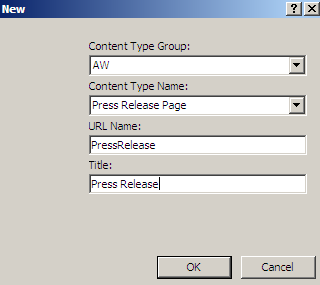 New
Content Type Group:
AW
Content Type Name:
Press Release Page
URL Name:
PressRelease
Title:
Press Release
OK
Cancel